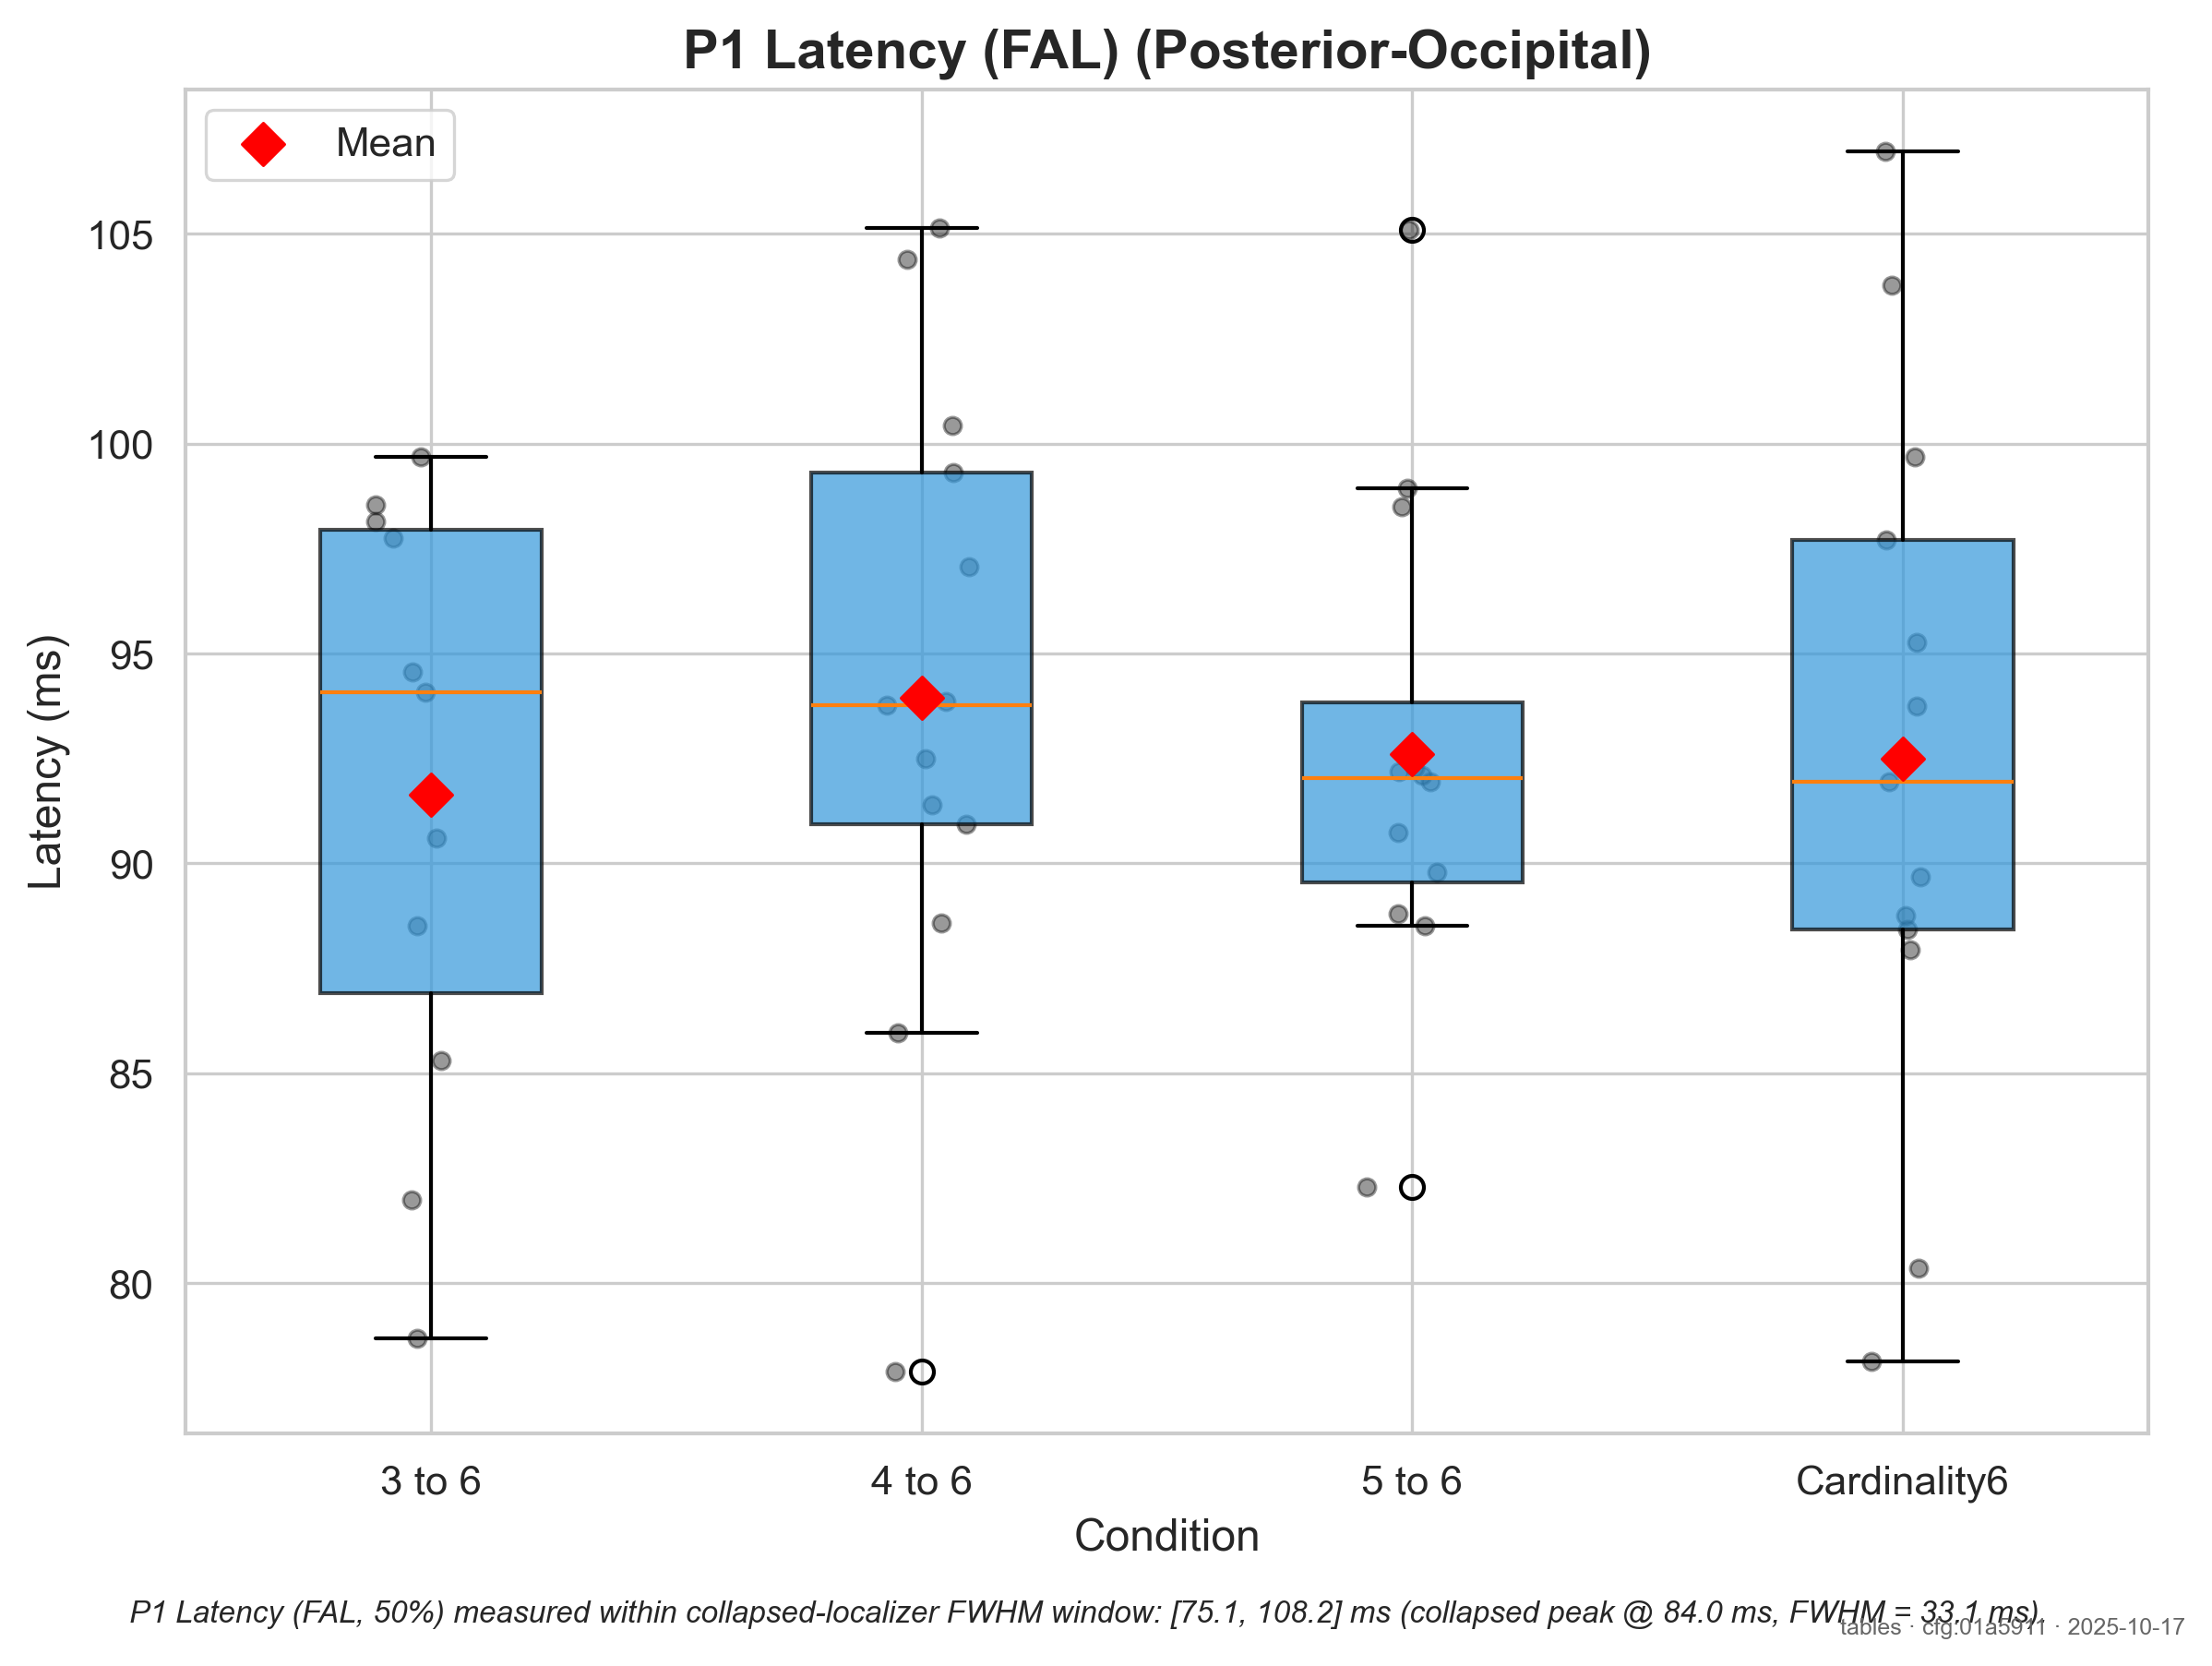 P1 Latency (FAL) (Posterior-Occipital)
Mean
Latency (ms)
105
100
95
90
85
80
3 to 6
4 to 6
5 to 6
Cardinality6
Condition
P1 Latency (FAL, 50%) measured within collapsed-localizer FWHM window: [75.1, 108.2] ms (collapsed peak @ 84.0 ms, FWHM = 33.1 ms).
tables · cfg:01a5911 · 2025-10-17